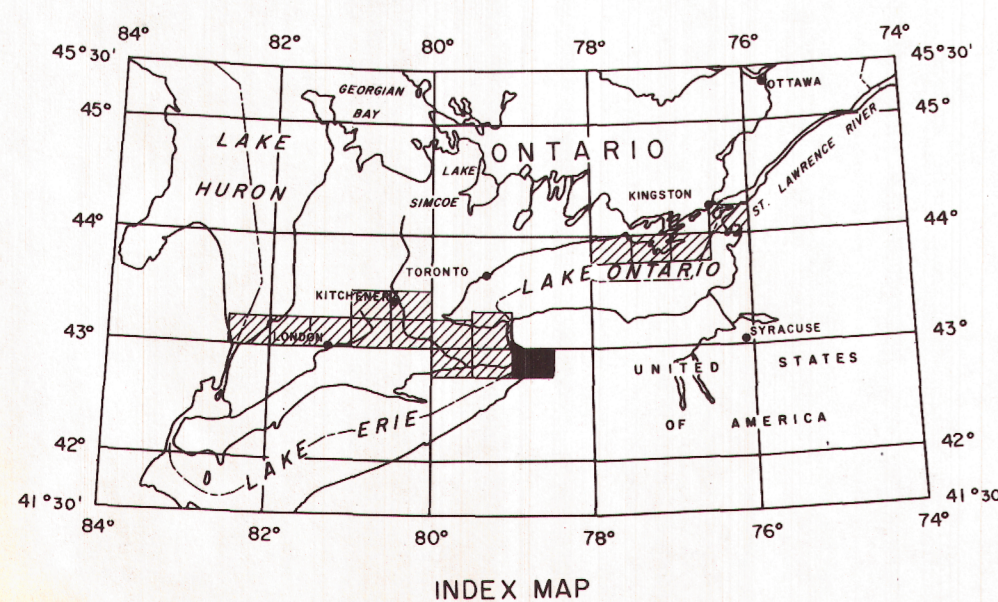 84° 82° 80° 78° 76° 74°
45°30' 45°30'
OTTAWA
GEORGIAN
BAY
45° 45°
LAKE
HURON
ONTARIO
LAKE
SIMCOE
KINGSTON
ST. LAWRENCE RIVER
44° 44°
TORONTO
LAKE ONTARIO
KITCHENER
43° 43°
LONDON
SYRACUSE
UNITED STATES
OF AMERICA
LAKE ERIE
42° 42°
41°30' 41°30'
84° 82° 80° 78° 76° 74°
INDEX MAP